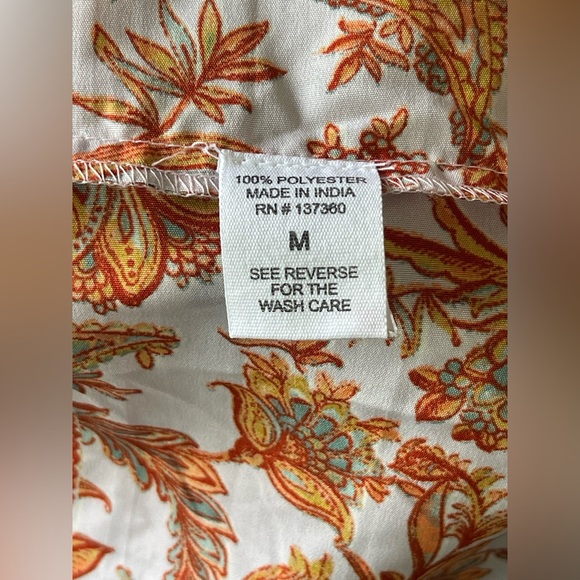 100% POLYESTER
MADE IN INDIA
RN # 137360
M
SEE REVERSE
FOR THE
WASH CARE